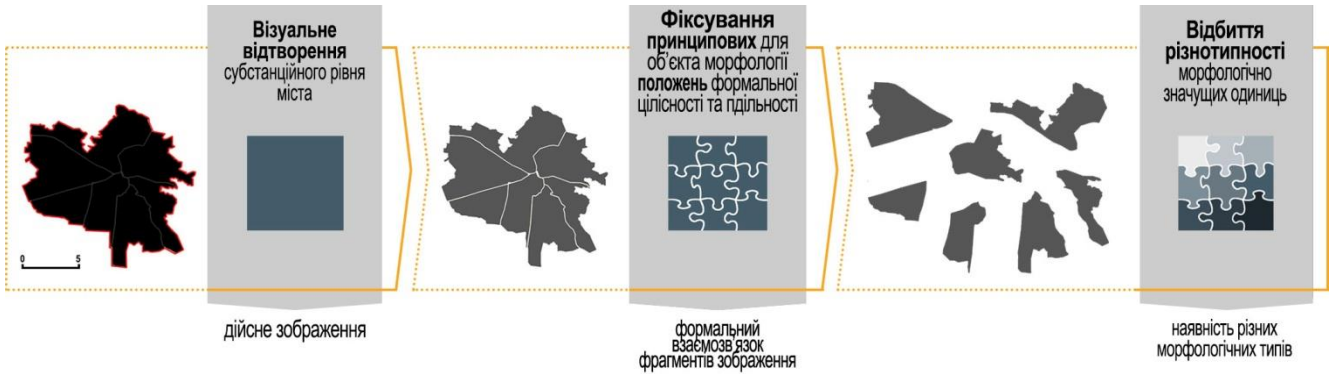 Візуальне
відтворення
субстанційного рівня
міста
0 5
дійсне зображення
Фіксування
принципових для
об’єкта морфології
положень формальної
цілісності та пдільності
формальний
взаємозв’язок
фрагментів зображення
Відбиття
різнотипності
морфологічно
значущих одиниць
наявність різних
морфологічних типів